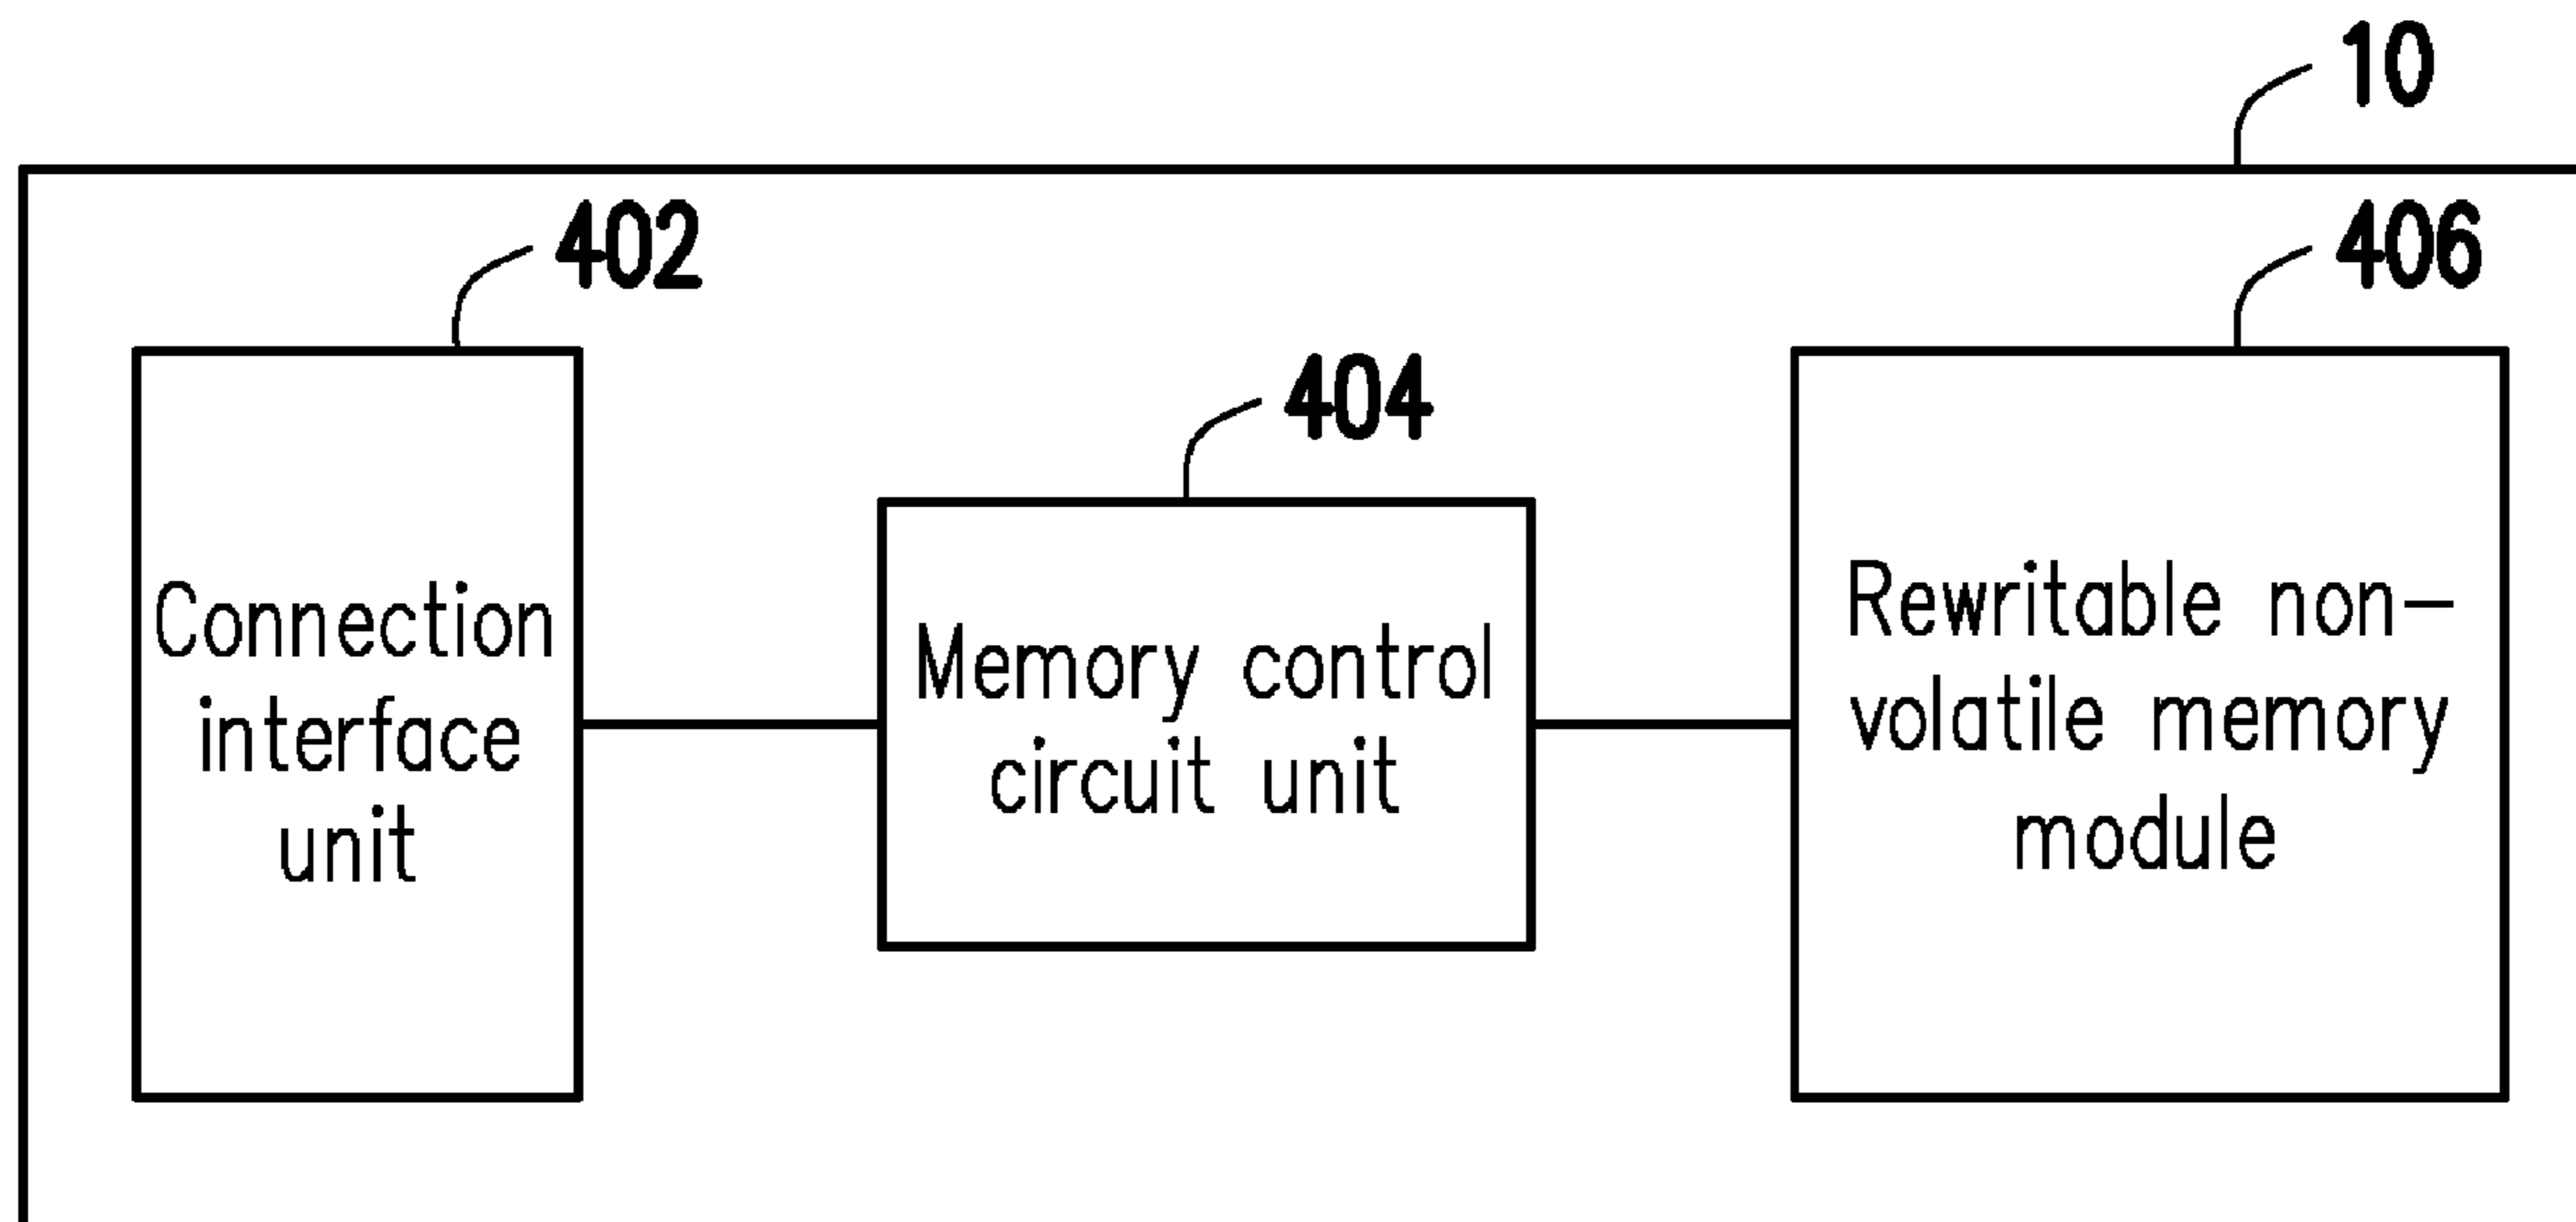 10
402
406
404
Connection
interface
unit
Memory control
circuit unit
Rewritable non-
volatile memory
module